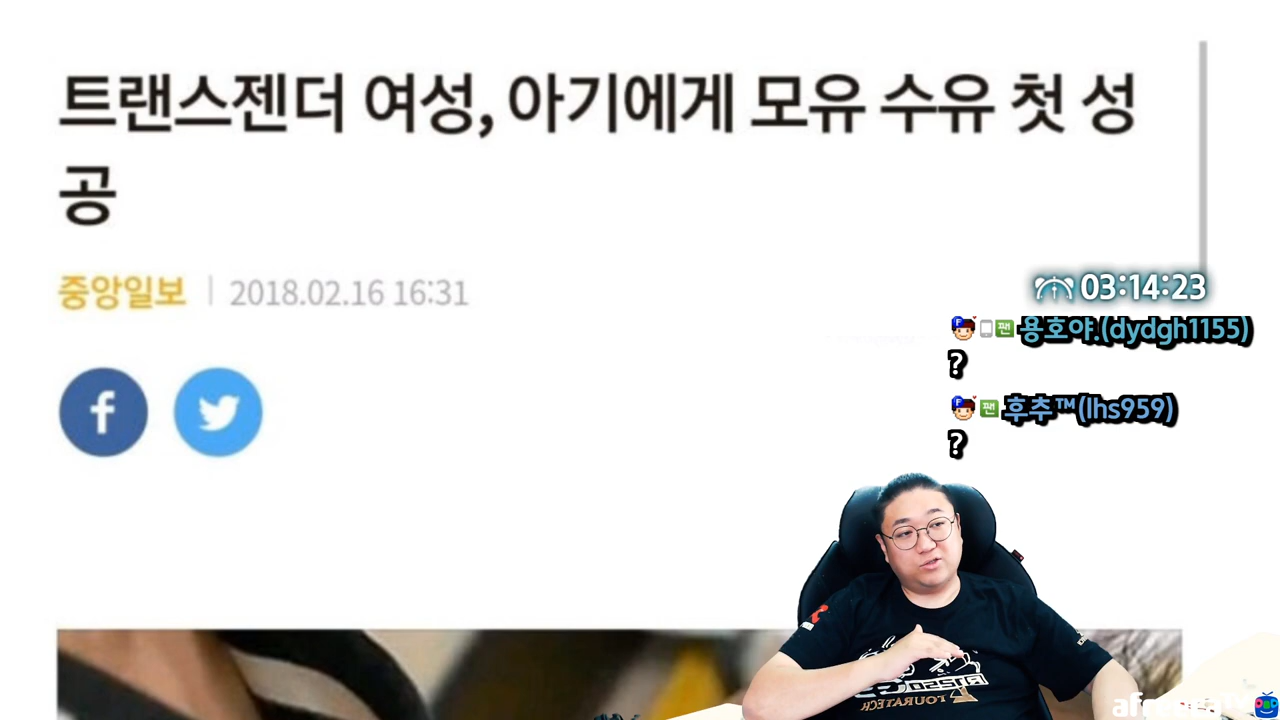 트랜스젠더 여성, 아기에게 모유 수유 첫 성
공
중앙일보 | 2018.02.16 16:31
03:14:23
용호야.(dydgh1155)
?
후추™(lhs959)
?
TOURATECH